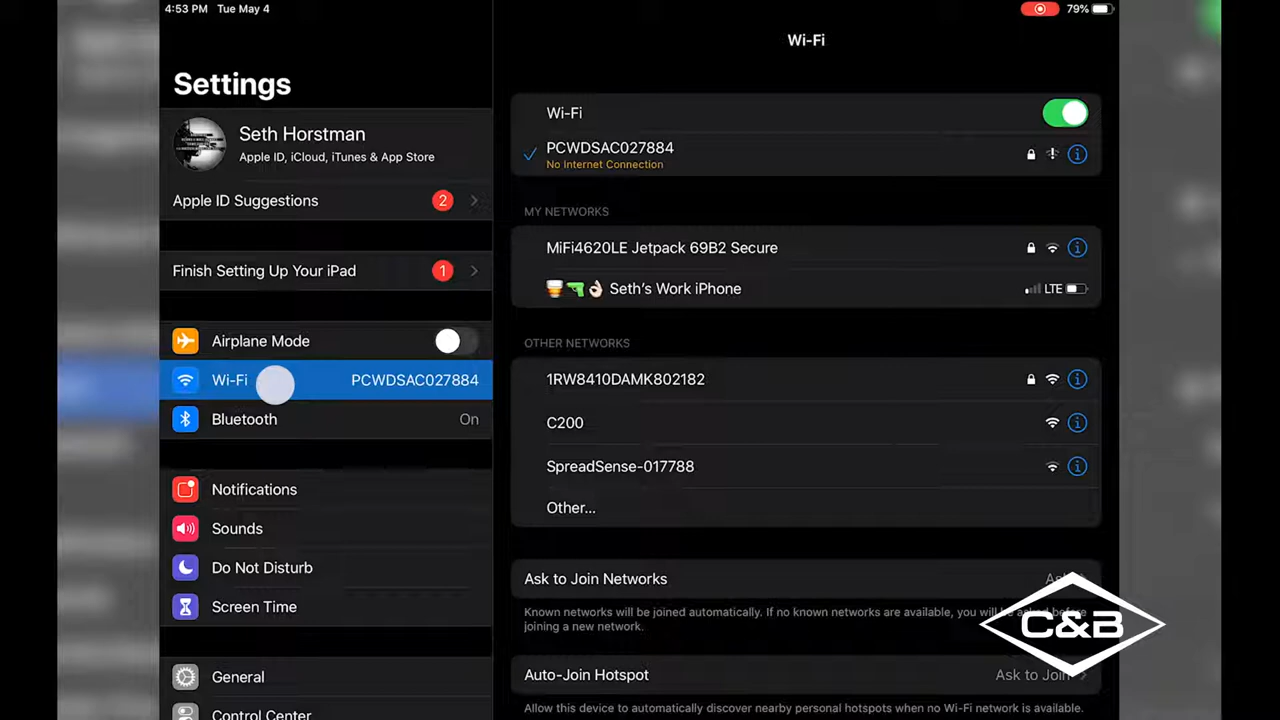 4:53 PM Tue May 4
79%
Settings
Seth Horstman
Apple ID, iCloud, iTunes & App Store
Apple ID Suggestions 2
Finish Setting Up Your iPad 1
Airplane Mode
Wi-Fi PCWDSAC027884
Bluetooth On
Notifications
Sounds
Do Not Disturb
Screen Time
General
Control Center
Wi-Fi
Wi-Fi
PCWDSAC027884
No Internet Connection
MY NETWORKS
MiFi4620LE Jetpack 69B2 Secure
🥃🔫👌🏻 Seth's Work iPhone LTE
OTHER NETWORKS
1RW8410DAMK802182
C200
SpreadSense-017788
Other...
Ask to Join Networks
Known networks will be joined automatically. If no known networks are available, you will be asked before
joining a new network.
Auto-Join Hotspot Ask to Join
Allow this device to automatically discover nearby personal hotspots when no Wi-Fi network is available.
C&B